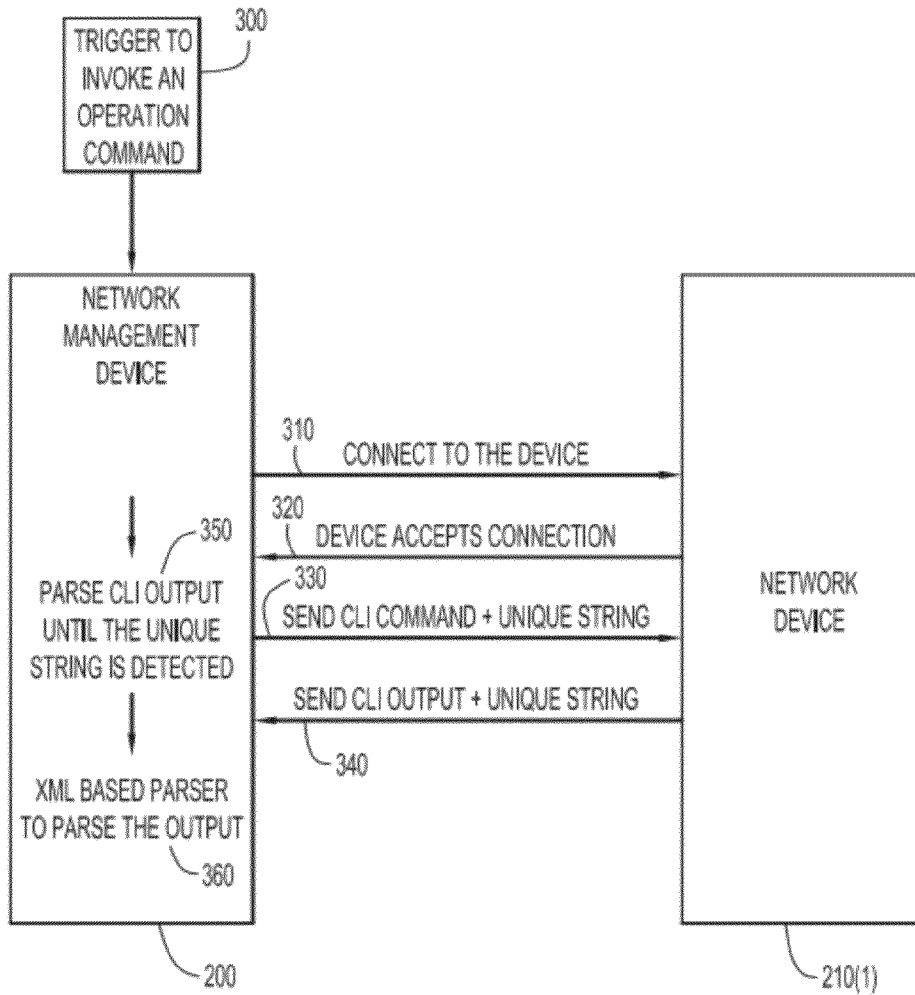 300
TRIGGER TO
INVOKE AN
OPERATION
COMMAND
NETWORK
MANAGEMENT
DEVICE
310
CONNECT TO THE DEVICE
320
DEVICE ACCEPTS CONNECTION
350
PARSE CLI OUTPUT
UNTIL THE UNIQUE
STRING IS DETECTED
330
SEND CLI COMMAND + UNIQUE STRING
NETWORK
DEVICE
SEND CLI OUTPUT + UNIQUE STRING
340
XML BASED PARSER
TO PARSE THE OUTPUT
360
200
210(1)